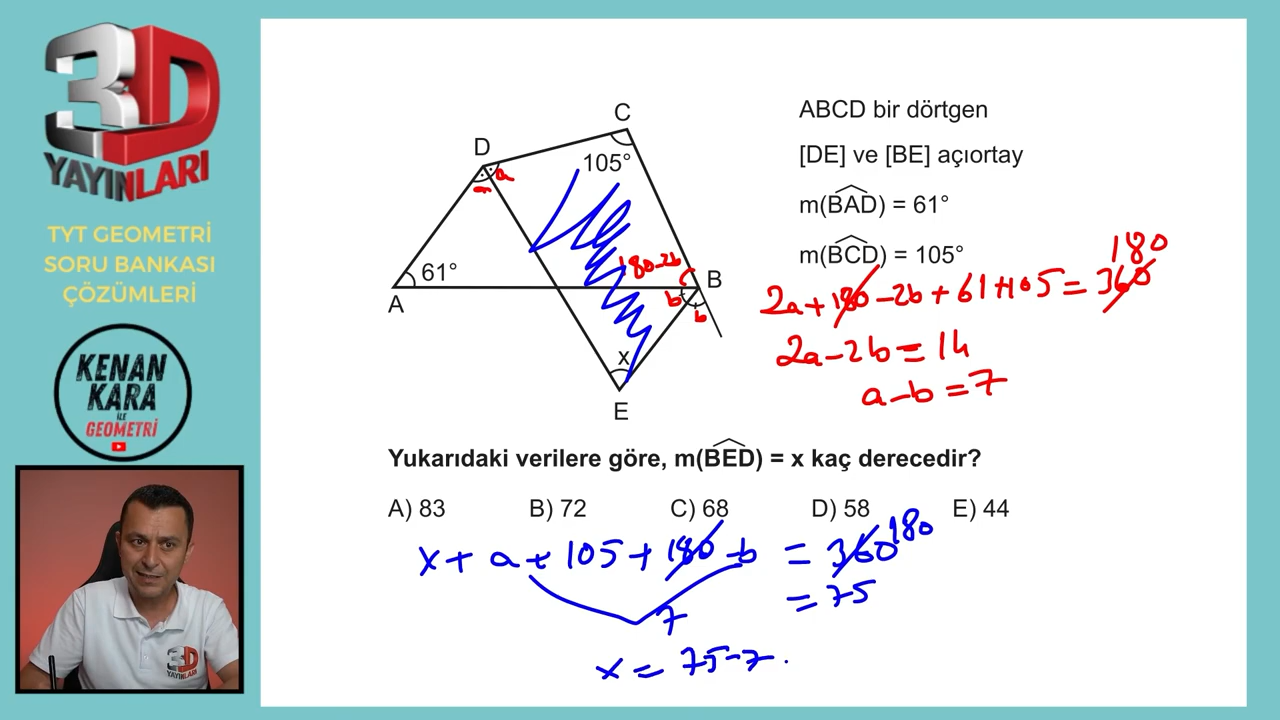 3D
YAYINLARI
TYT GEOMETRİ
SORU BANKASI
ÇÖZÜMLERİ
KENAN
KARA
İLE
GEOMETRİ
3D
YAYINLARI
ABCD bir dörtgen
[DE] ve [BE] açıortay
m(BAD) = 61°
m(BCD) = 105°
C
D
105°
a
61°
180-2b
A
B
b
b
x
E
180
2a+180-2b+61+105=360
2a-2b=14
a-b=7
Yukarıdaki verilere göre, m(BED) = x kaç derecedir?
A) 83 B) 72 C) 68 D) 58 E) 44
x+ a+105+180-b = 360 180
= 75
7
x = 75-7